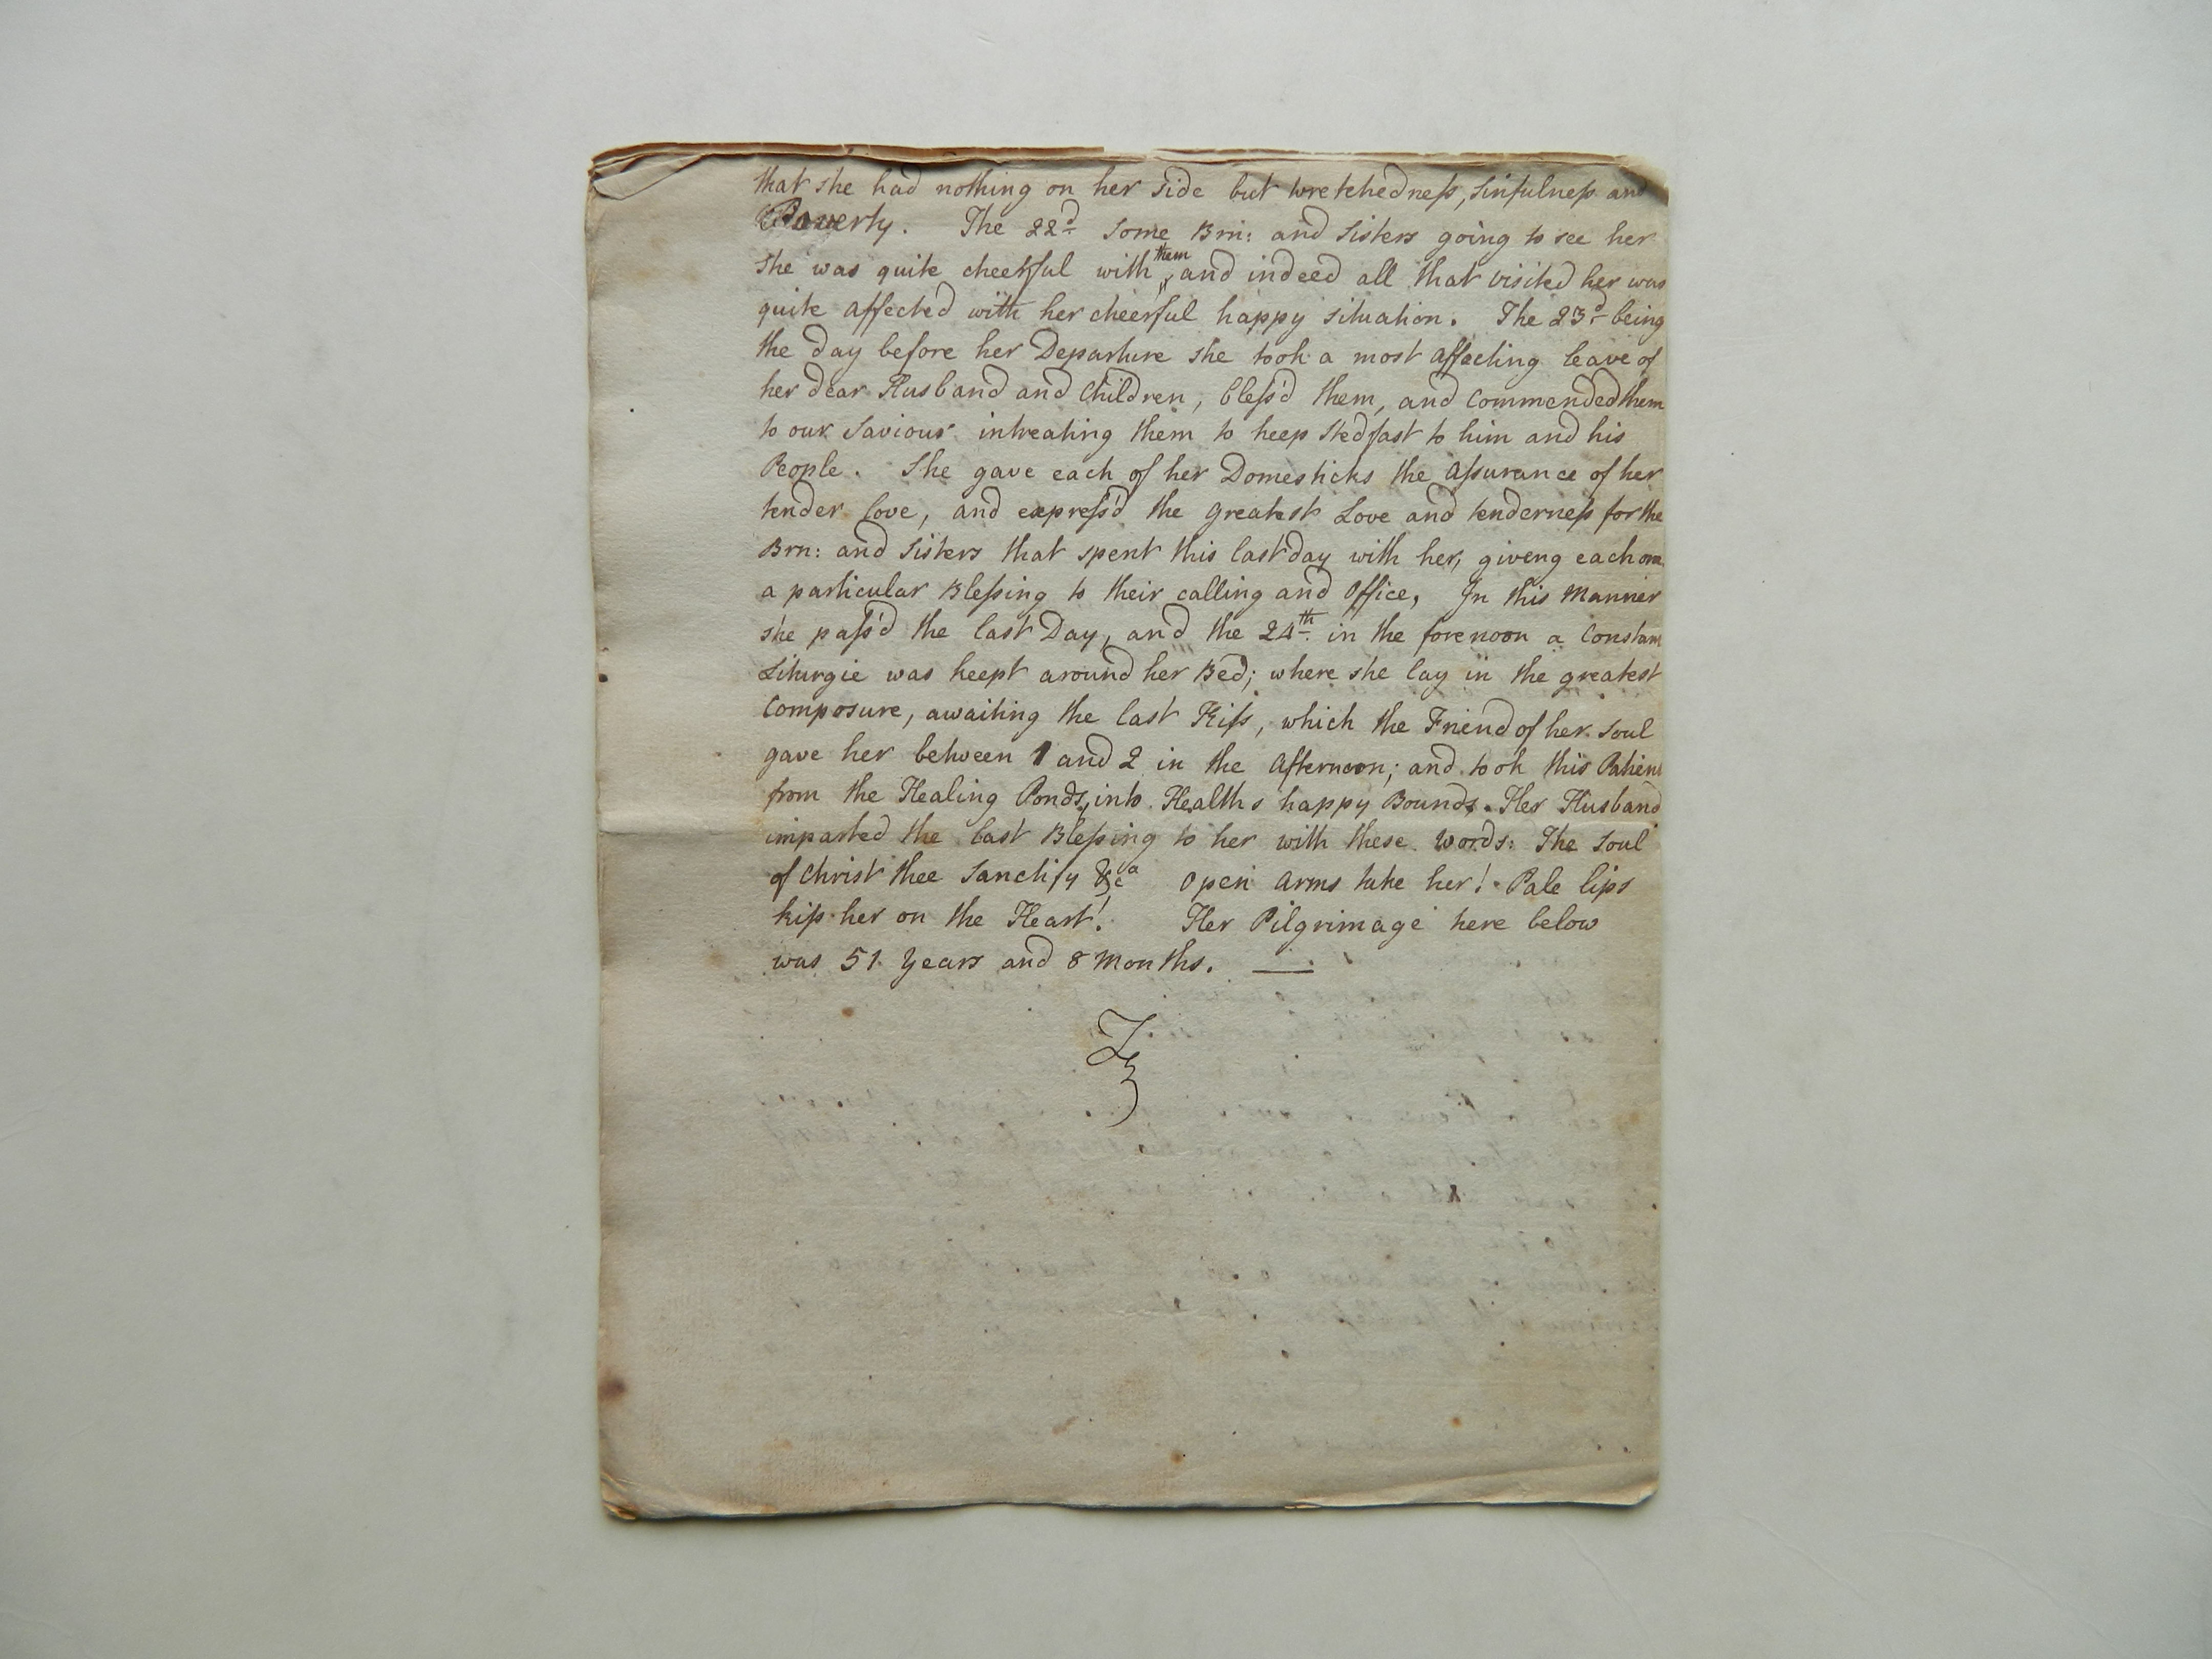 that she had nothing on her Side but wretchedness, Sinfulness and
Poverty. The 22d Some Brn: and Sisters going to see her
She was quite cheerful with them, and indeed all that visited her was
quite affected with her cheerful happy situation. The 23d being
the Day before her Departure she took a most affecting leave of
her dear Husband and Children, bless'd them, and Commended them
to our Saviour intreating them to keep Stedfast to him and his
People. She gave each of her Domesticks the Assurance of her
tender Love, and express'd the greatest Love and tenderness for the
Brn: and Sisters that spent this last day with her, giveng each one
a particular Blessing to their calling and Office, In this Manner
she pass'd the last Day, and the 24th in the forenoon a Constant
Liturgie was keept around her Bed; where she lay in the greatest
Composure, awaiting the last Kiss, which the Friend of her Soul
gave her between 1 and 2 in the Afternoon; and took this Patient
from the Healing Ponds, into Healths happy Bounds. Her Husband
imparted the last Blessing to her with these Words: The Soul
of Christ thee Sanctify &ca Open Arms take her! Pale lips
kiss her on the Heart! Her Pilgrimage here below
was 51 Years and 8 Months. —